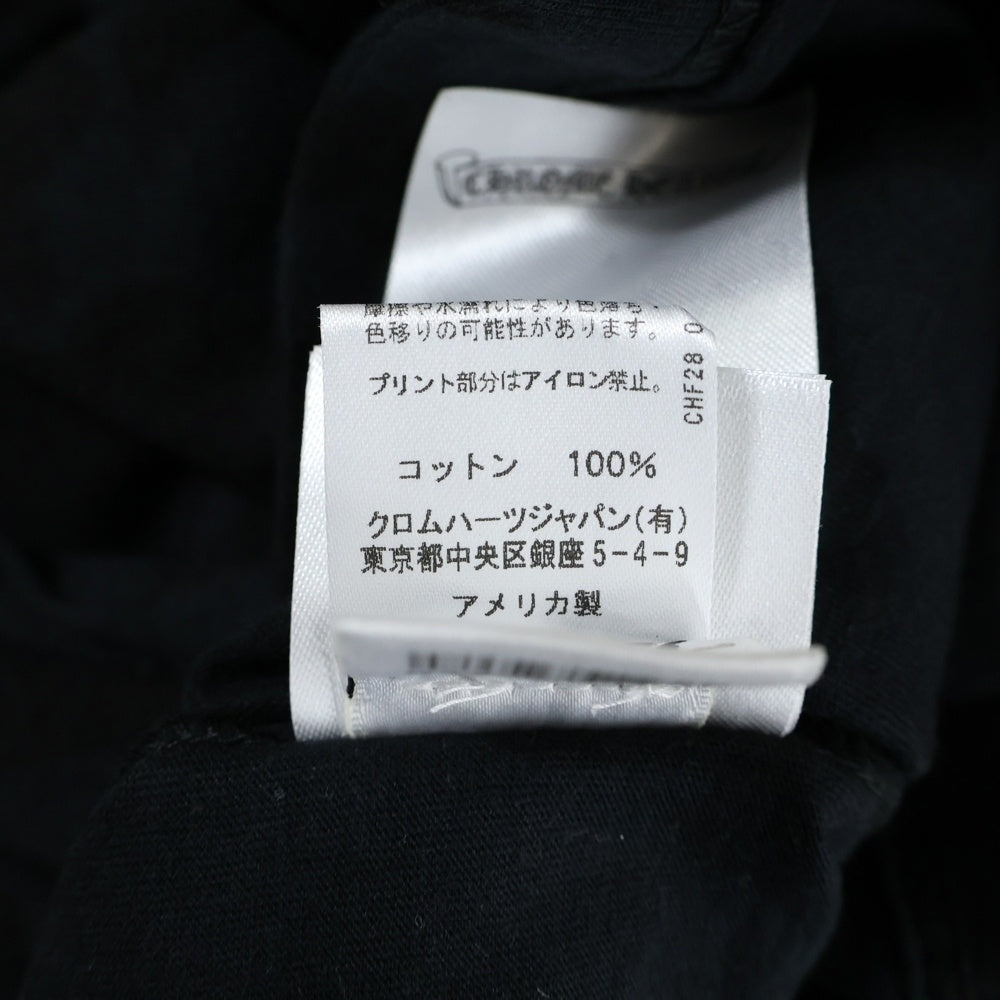 CHROME
摩擦や水濡れにより色落ち・
色移りの可能性があります。
プリント部分はアイロン禁止。
CHF28 0
コットン 100%
クロムハーツジャパン(有)
東京都中央区銀座5-4-9
アメリカ製